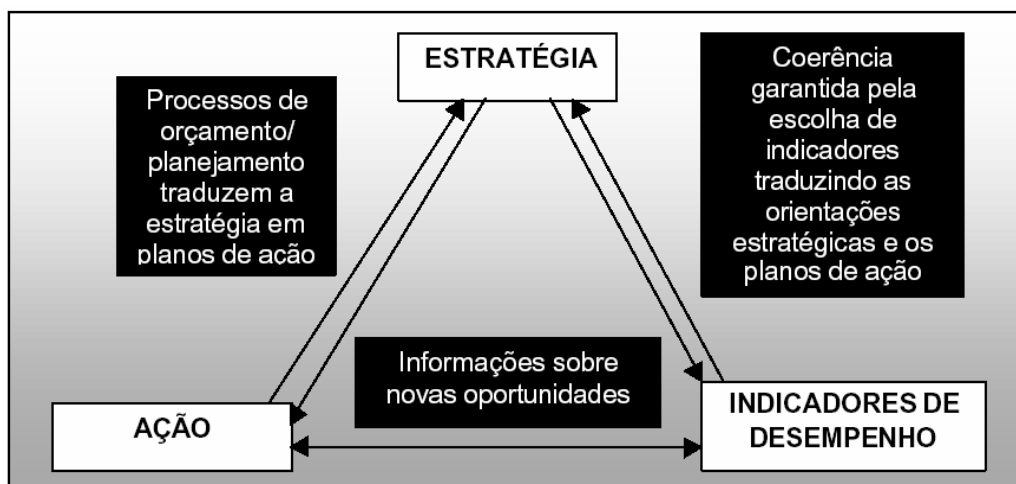 ESTRATÉGIA
Processos de
orçamento/
planejamento
traduzem a
estratégia em
planos de ação
Coerência
garantida pela
escolha de
indicadores
traduzindo as
orientações
estratégicas e os
planos de ação
Informações sobre
novas oportunidades
AÇÃO
INDICADORES DE
DESEMPENHO